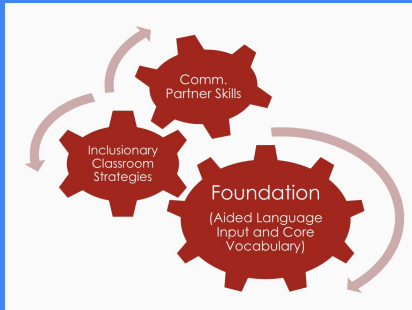 Comm.
Partner Skills
Inclusionary
Classroom
Strategies
Foundation
(Aided Language
Input and Core
Vocabulary)